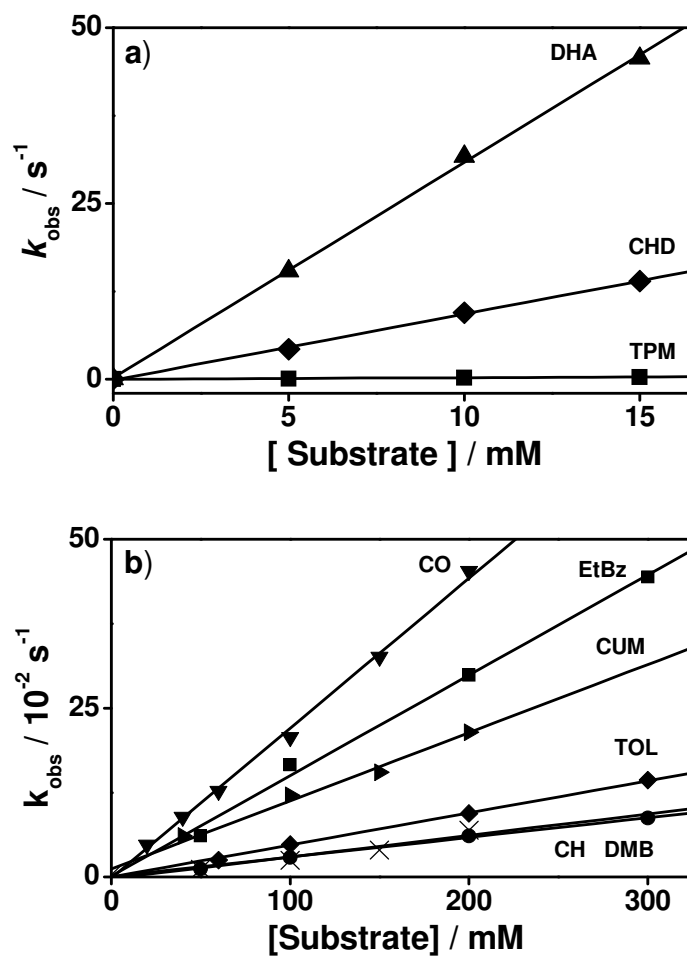 a)
DHA
CHD
TPM
k_obs / s^-1
50
25
0
0 5 10 15
[ Substrate ] / mM
b)
CO
EtBz
CUM
TOL
CH DMB
k_obs / 10^-2 s^-1
50
25
0
100 200 300
[Substrate] / mM